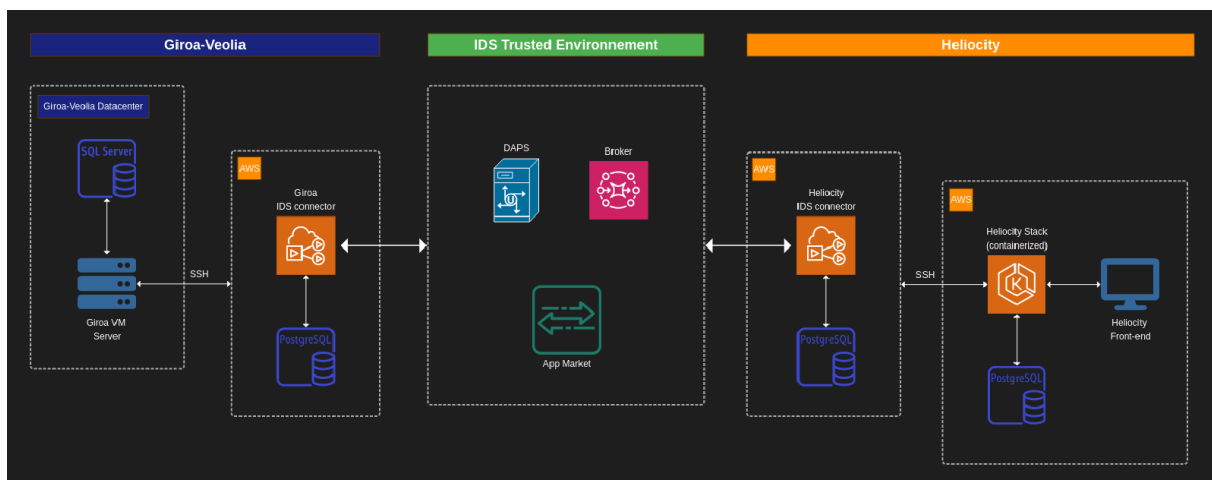 Giroa-Veolia
IDS Trusted Environnement
Heliocity
Giroa-Veolia Datacenter
SQL Server
Giroa VM
Server
SSH
AWS
Giroa
IDS connector
PostgreSQL
DAPS
U
Broker
App Market
AWS
Heliocity
IDS connector
PostgreSQL
SSH
AWS
Heliocity Stack
(containerized)
K
Heliocity
Front-end
PostgreSQL